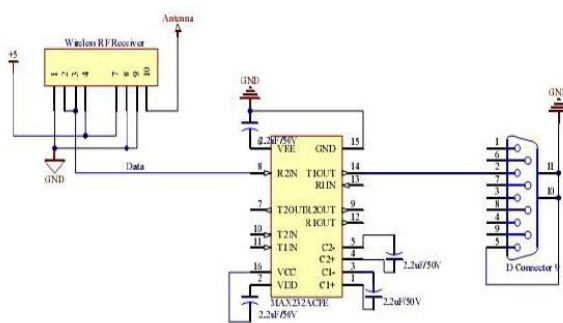 Antenna
Wireless RF Receiver
+5
1 2 3 4 7 8 9 10
GND
Data
GND
2.2uF/50V
6 VEE GND 15
8 R2IN T1OUT 14
R1IN 13
7 T2OUT R2OUT 9
R1OUT 12
10 T2IN
11 T1IN
C2- 5
C2+ 4
16 VCC C1- 3
2 VDD C1+ 1
2.2uF/50V
2.2uF/50V
2.2uF/50V
MAX232ACPE
GND
1
6
2
7
3
8
4
9
5
11
10
D Connecter 9